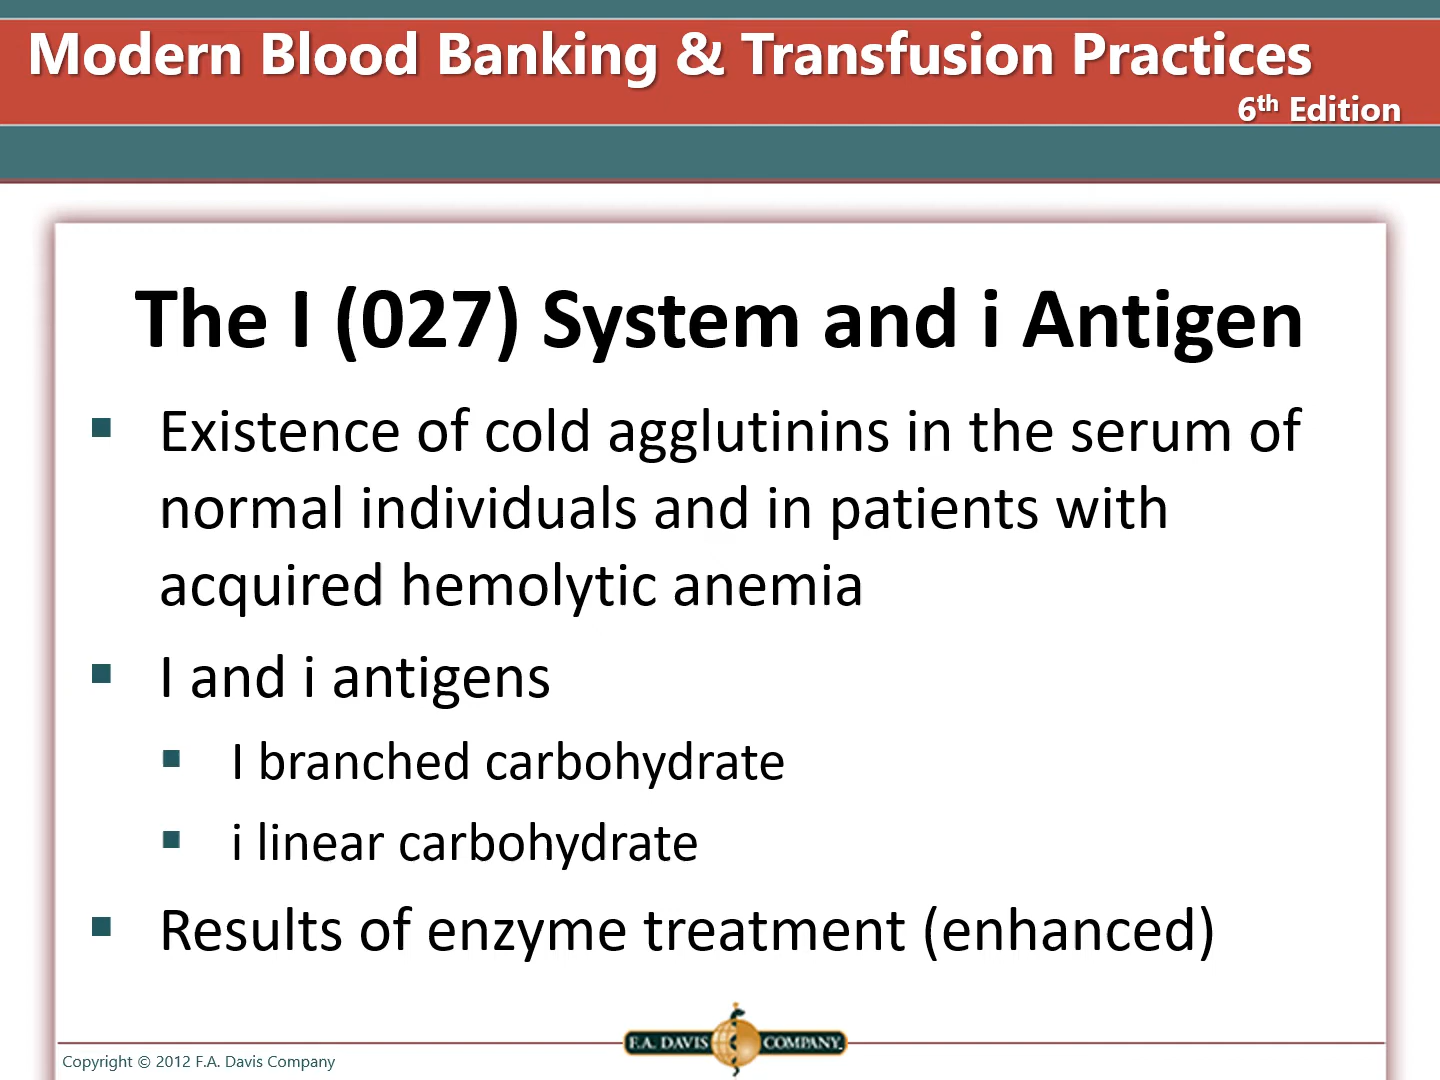 Modern Blood Banking & Transfusion Practices
6th Edition
The I (027) System and i Antigen
▪ Existence of cold agglutinins in the serum of
normal individuals and in patients with
acquired hemolytic anemia
▪ I and i antigens
▪ I branched carbohydrate
▪ i linear carbohydrate
▪ Results of enzyme treatment (enhanced)
F.A. DAVIS COMPANY
Copyright © 2012 F.A. Davis Company